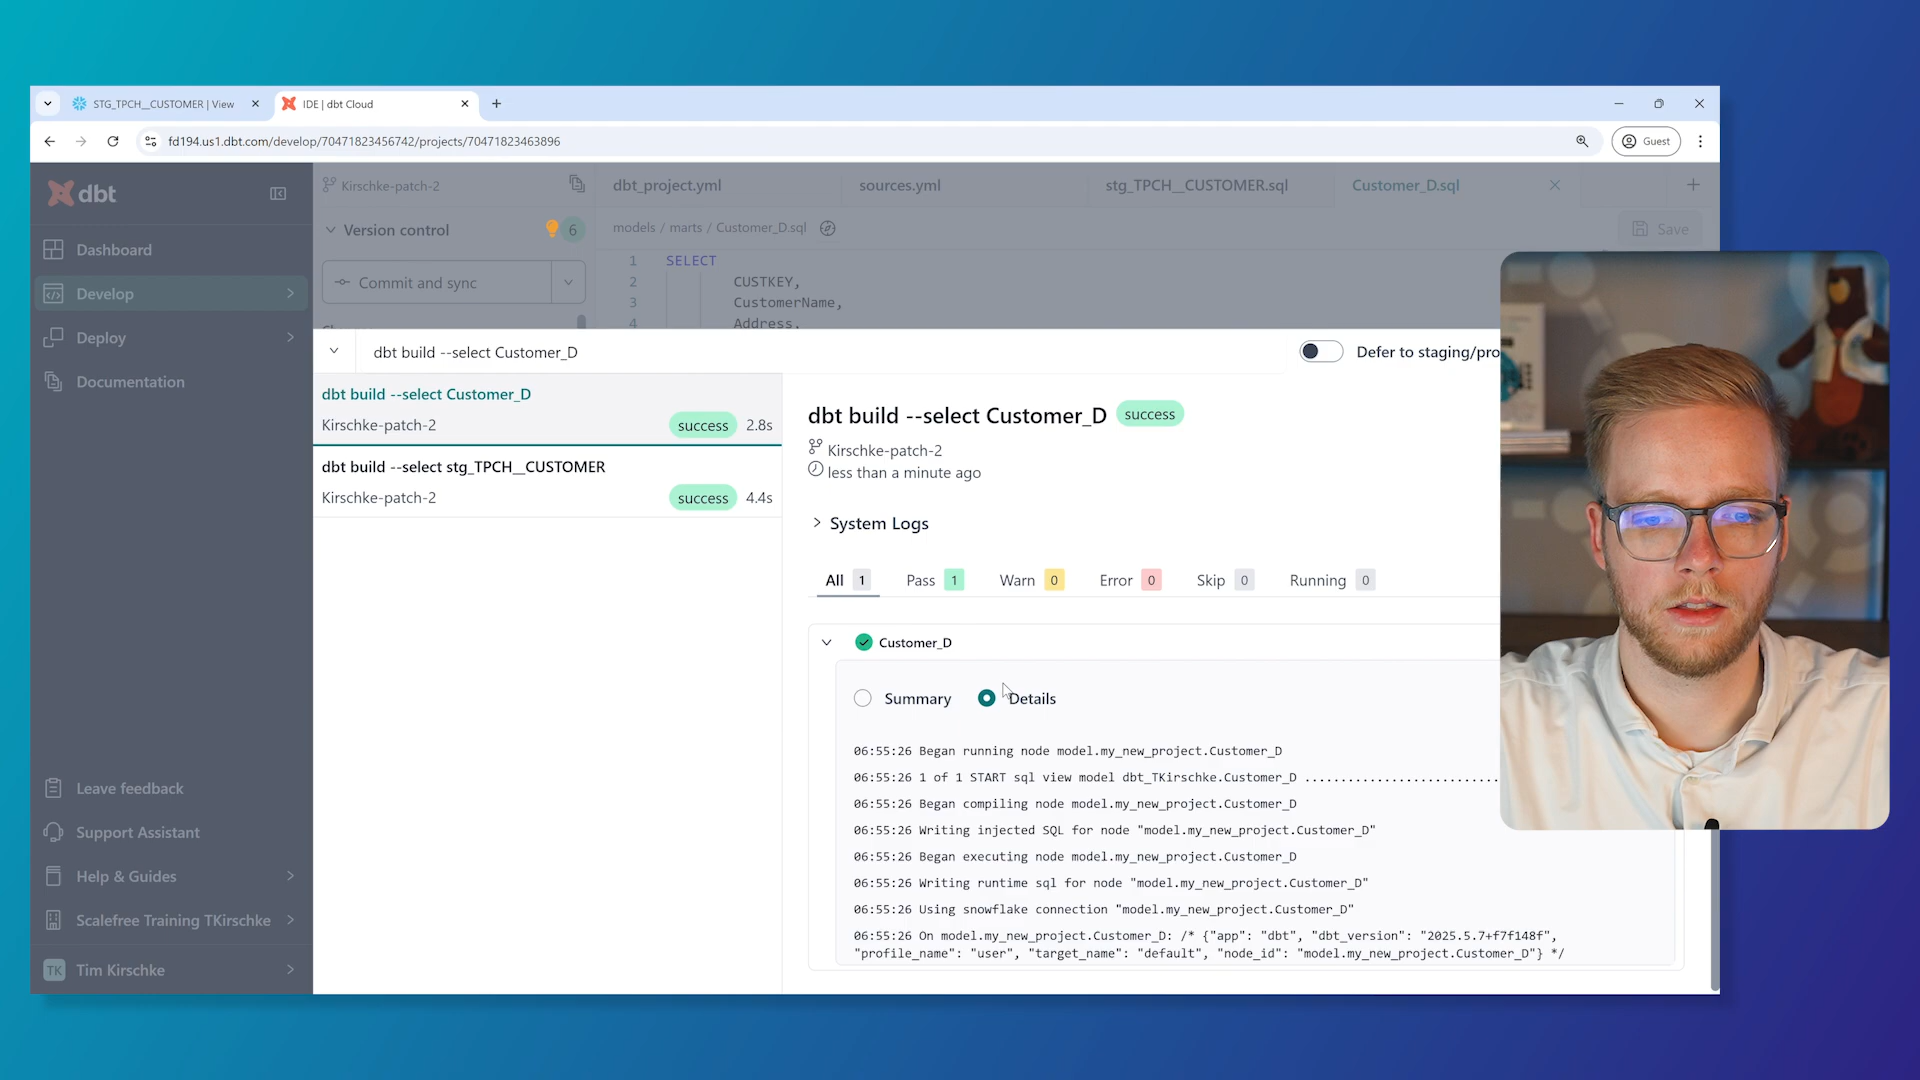 STG_TPCH__CUSTOMER | View
IDE | dbt Cloud
fd194.us1.dbt.com/develop/70471823456742/projects/70471823463896
Guest
dbt
Dashboard
Develop
Deploy
Documentation
Leave feedback
Support Assistant
Help & Guides
Scalefree Training TKirschke
TK Tim Kirschke
Kirschke-patch-2
Version control
6
Commit and sync
dbt_project.yml
sources.yml
stg_TPCH__CUSTOMER.sql
Customer_D.sql
models / marts / Customer_D.sql
Save
1 SELECT
2 CUSTKEY,
3 CustomerName,
4 Address,
dbt build --select Customer_D
Defer to staging/pro
dbt build --select Customer_D
Kirschke-patch-2 success 2.8s
dbt build --select stg_TPCH__CUSTOMER
Kirschke-patch-2 success 4.4s
dbt build --select Customer_D success
Kirschke-patch-2
less than a minute ago
System Logs
All 1 Pass 1 Warn 0 Error 0 Skip 0 Running 0
Customer_D
Summary Details
06:55:26 Began running node model.my_new_project.Customer_D
06:55:26 1 of 1 START sql view model dbt_TKirschke.Customer_D ...........................
06:55:26 Began compiling node model.my_new_project.Customer_D
06:55:26 Writing injected SQL for node "model.my_new_project.Customer_D"
06:55:26 Began executing node model.my_new_project.Customer_D
06:55:26 Writing runtime sql for node "model.my_new_project.Customer_D"
06:55:26 Using snowflake connection "model.my_new_project.Customer_D"
06:55:26 On model.my_new_project.Customer_D: /* {"app": "dbt", "dbt_version": "2025.5.7+f7f148f",
"profile_name": "user", "target_name": "default", "node_id": "model.my_new_project.Customer_D"} */